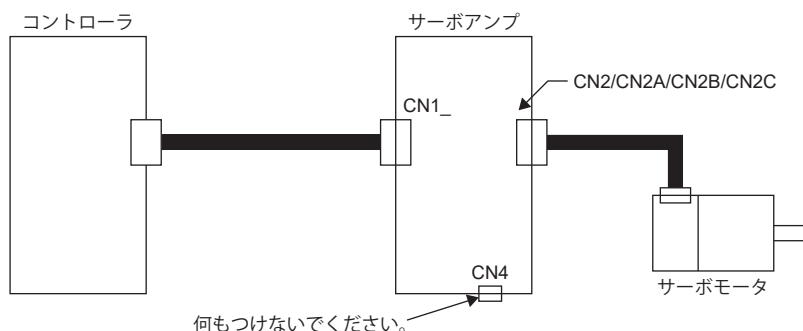 コントローラ
サーボアンプ
CN2/CN2A/CN2B/CN2C
CN1_
CN4
サーボモータ
何もつけないでください。